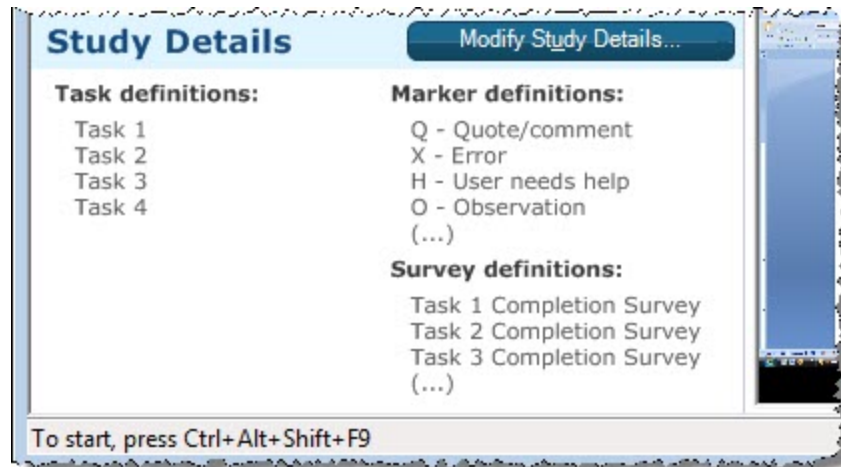 Study Details
Modify Study Details...
Task definitions:
Task 1
Task 2
Task 3
Task 4
Marker definitions:
Q - Quote/comment
X - Error
H - User needs help
O - Observation
(...)
Survey definitions:
Task 1 Completion Survey
Task 2 Completion Survey
Task 3 Completion Survey
(...)
To start, press Ctrl+Alt+Shift+F9